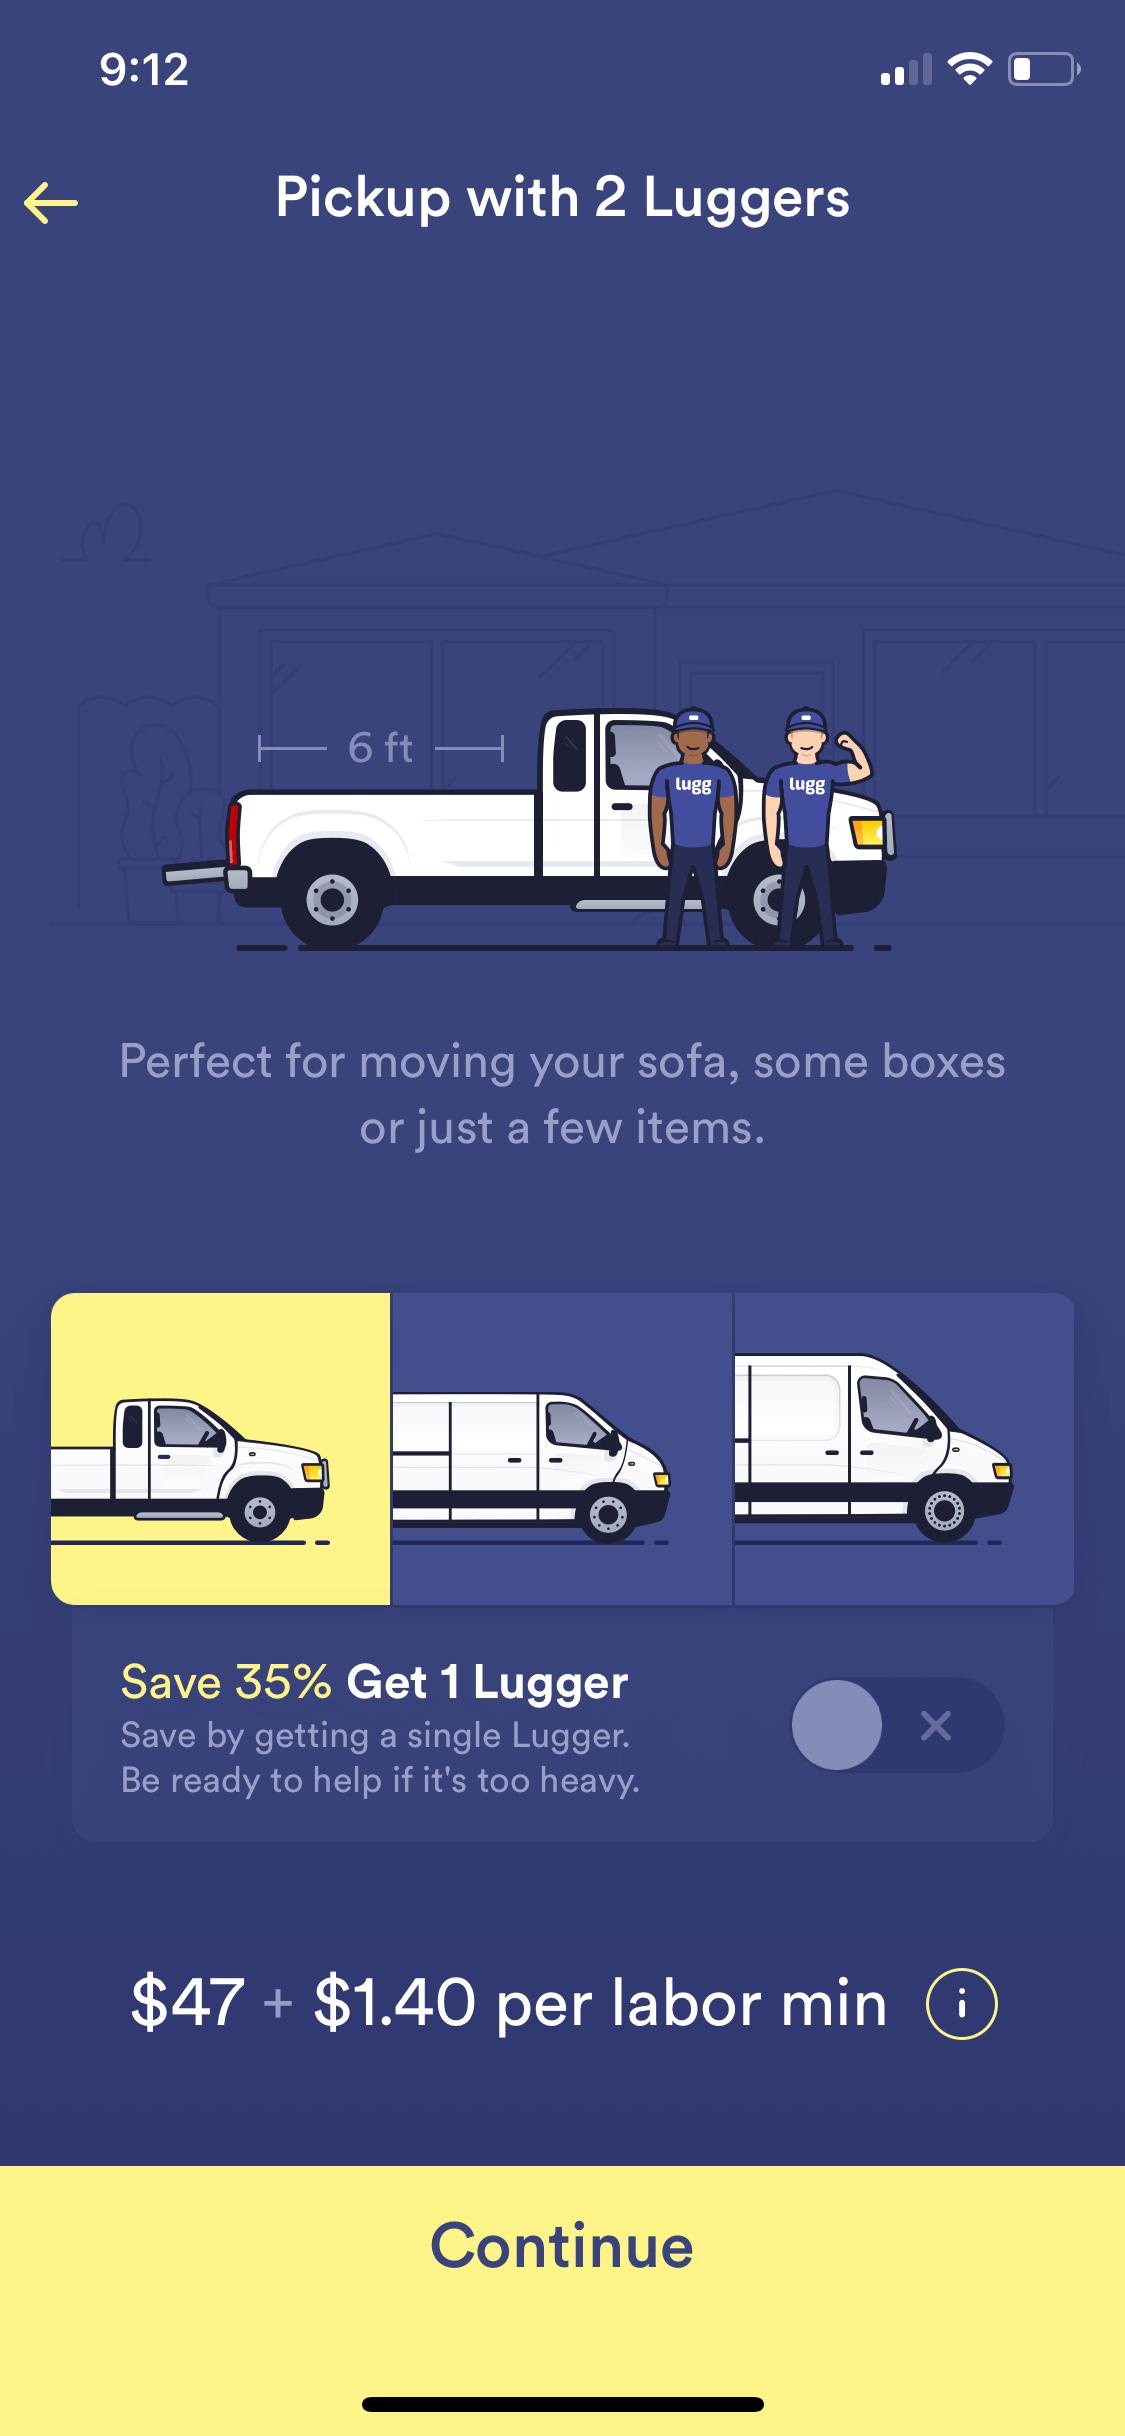 9:12
Pickup with 2 Luggers
6 ft
lugg lugg
Perfect for moving your sofa, some boxes
or just a few items.
Save 35% Get 1 Lugger
Save by getting a single Lugger.
Be ready to help if it's too heavy.
$47 + $1.40 per labor min
Continue